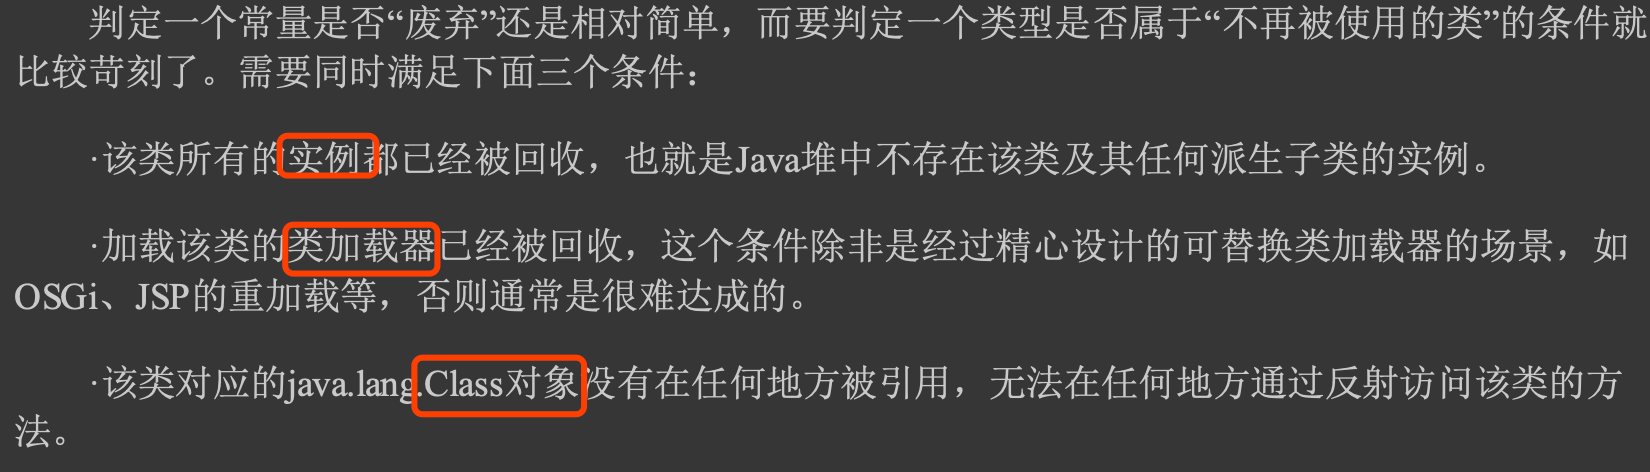 判定一个常量是否“废弃”还是相对简单，而要判定一个类型是否属于“不再被使用的类”的条件就
比较苛刻了。需要同时满足下面三个条件：
·该类所有的实例都已经被回收，也就是Java堆中不存在该类及其任何派生子类的实例。
·加载该类的类加载器已经被回收，这个条件除非是经过精心设计的可替换类加载器的场景，如
OSGi、JSP的重加载等，否则通常是很难达成的。
·该类对应的java.lang.Class对象没有在任何地方被引用，无法在任何地方通过反射访问该类的方
法。